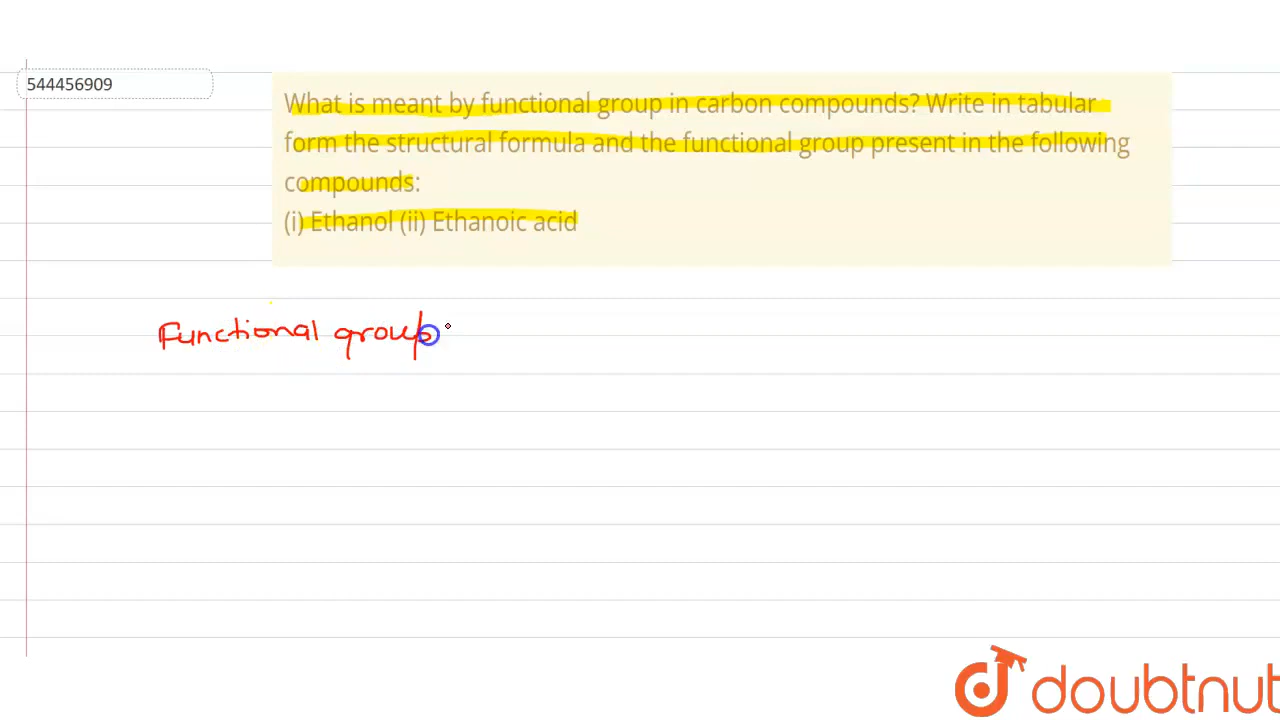 544456909
What is meant by functional group in carbon compounds? Write in tabular
form the structural formula and the functional group present in the following
compounds:
(i) Ethanol (ii) Ethanoic acid
Functional group
doubtnut